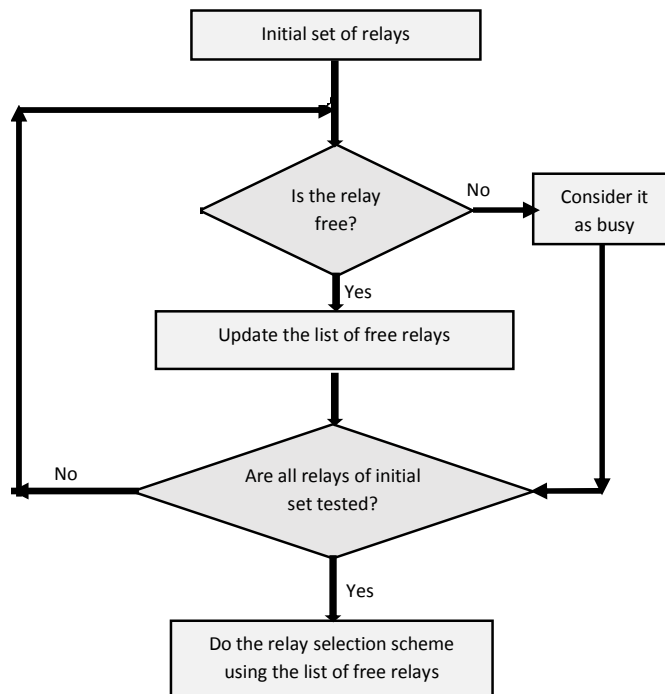 Initial set of relays
Is the relay
free?
No
Consider it
as busy
Yes
Update the list of free relays
No
Are all relays of initial
set tested?
Yes
Do the relay selection scheme
using the list of free relays